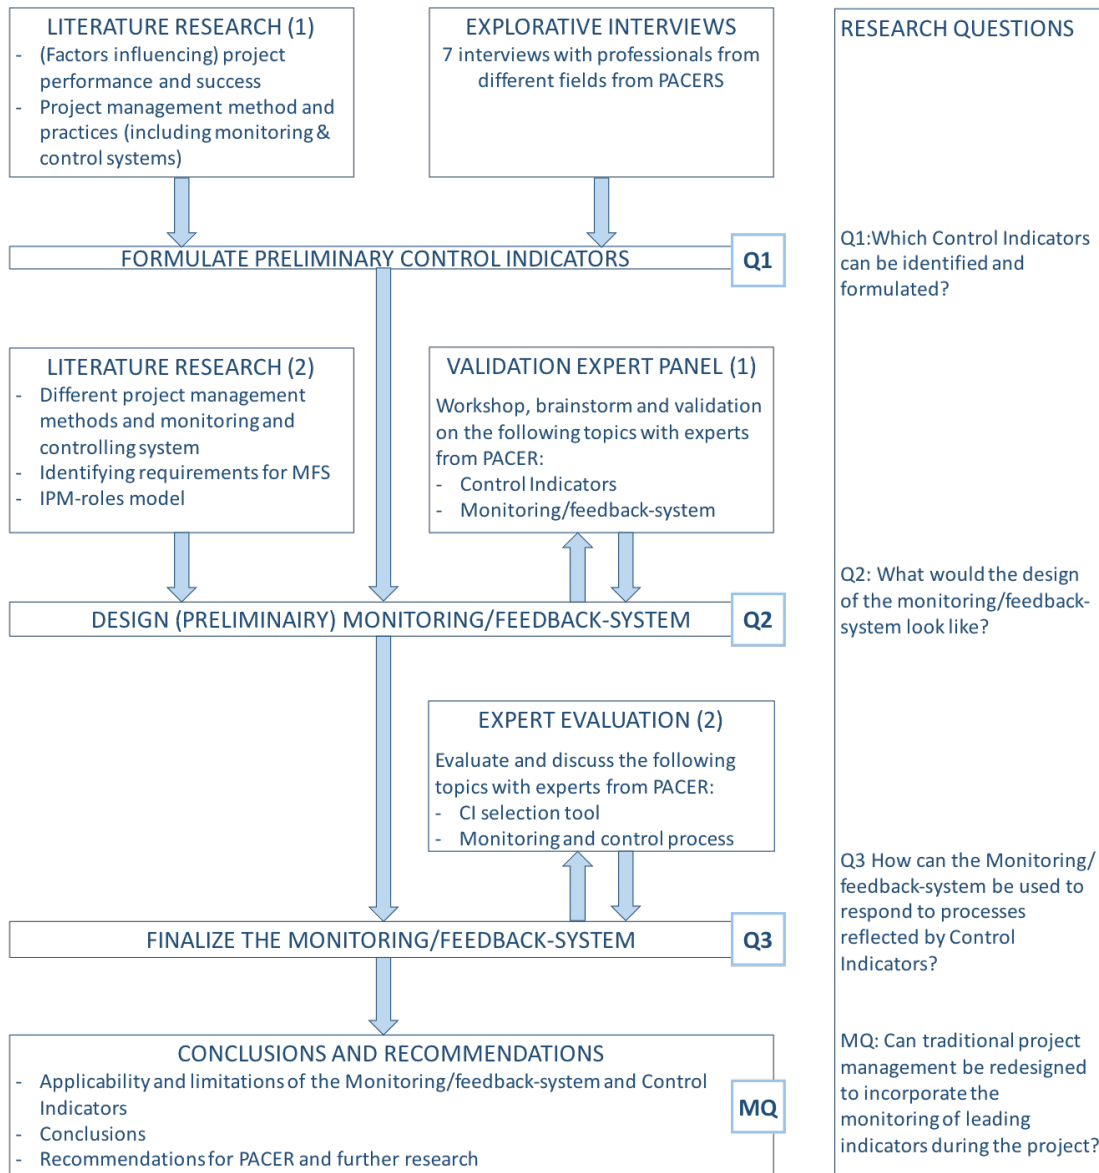 LITERATURE RESEARCH (1)
- (Factors influencing) project
performance and success
- Project management method and
practices (including monitoring &
control systems)
EXPLORATIVE INTERVIEWS
7 interviews with professionals from
different fields from PACERS
RESEARCH QUESTIONS
FORMULATE PRELIMINARY CONTROL INDICATORS
Q1
Q1:Which Control Indicators
can be identified and
formulated?
LITERATURE RESEARCH (2)
- Different project management
methods and monitoring and
controlling system
- Identifying requirements for MFS
- IPM-roles model
VALIDATION EXPERT PANEL (1)
Workshop, brainstorm and validation
on the following topics with experts
from PACER:
- Control Indicators
- Monitoring/feedback-system
DESIGN (PRELIMINAIRY) MONITORING/FEEDBACK-SYSTEM
Q2
Q2: What would the design
of the monitoring/feedback-
system look like?
EXPERT EVALUATION (2)
Evaluate and discuss the following
topics with experts from PACER:
- CI selection tool
- Monitoring and control process
FINALIZE THE MONITORING/FEEDBACK-SYSTEM
Q3
Q3 How can the Monitoring/
feedback-system be used to
respond to processes
reflected by Control
Indicators?
CONCLUSIONS AND RECOMMENDATIONS
- Applicability and limitations of the Monitoring/feedback-system and Control
Indicators
- Conclusions
- Recommendations for PACER and further research
MQ
MQ: Can traditional project
management be redesigned
to incorporate the
monitoring of leading
indicators during the project?